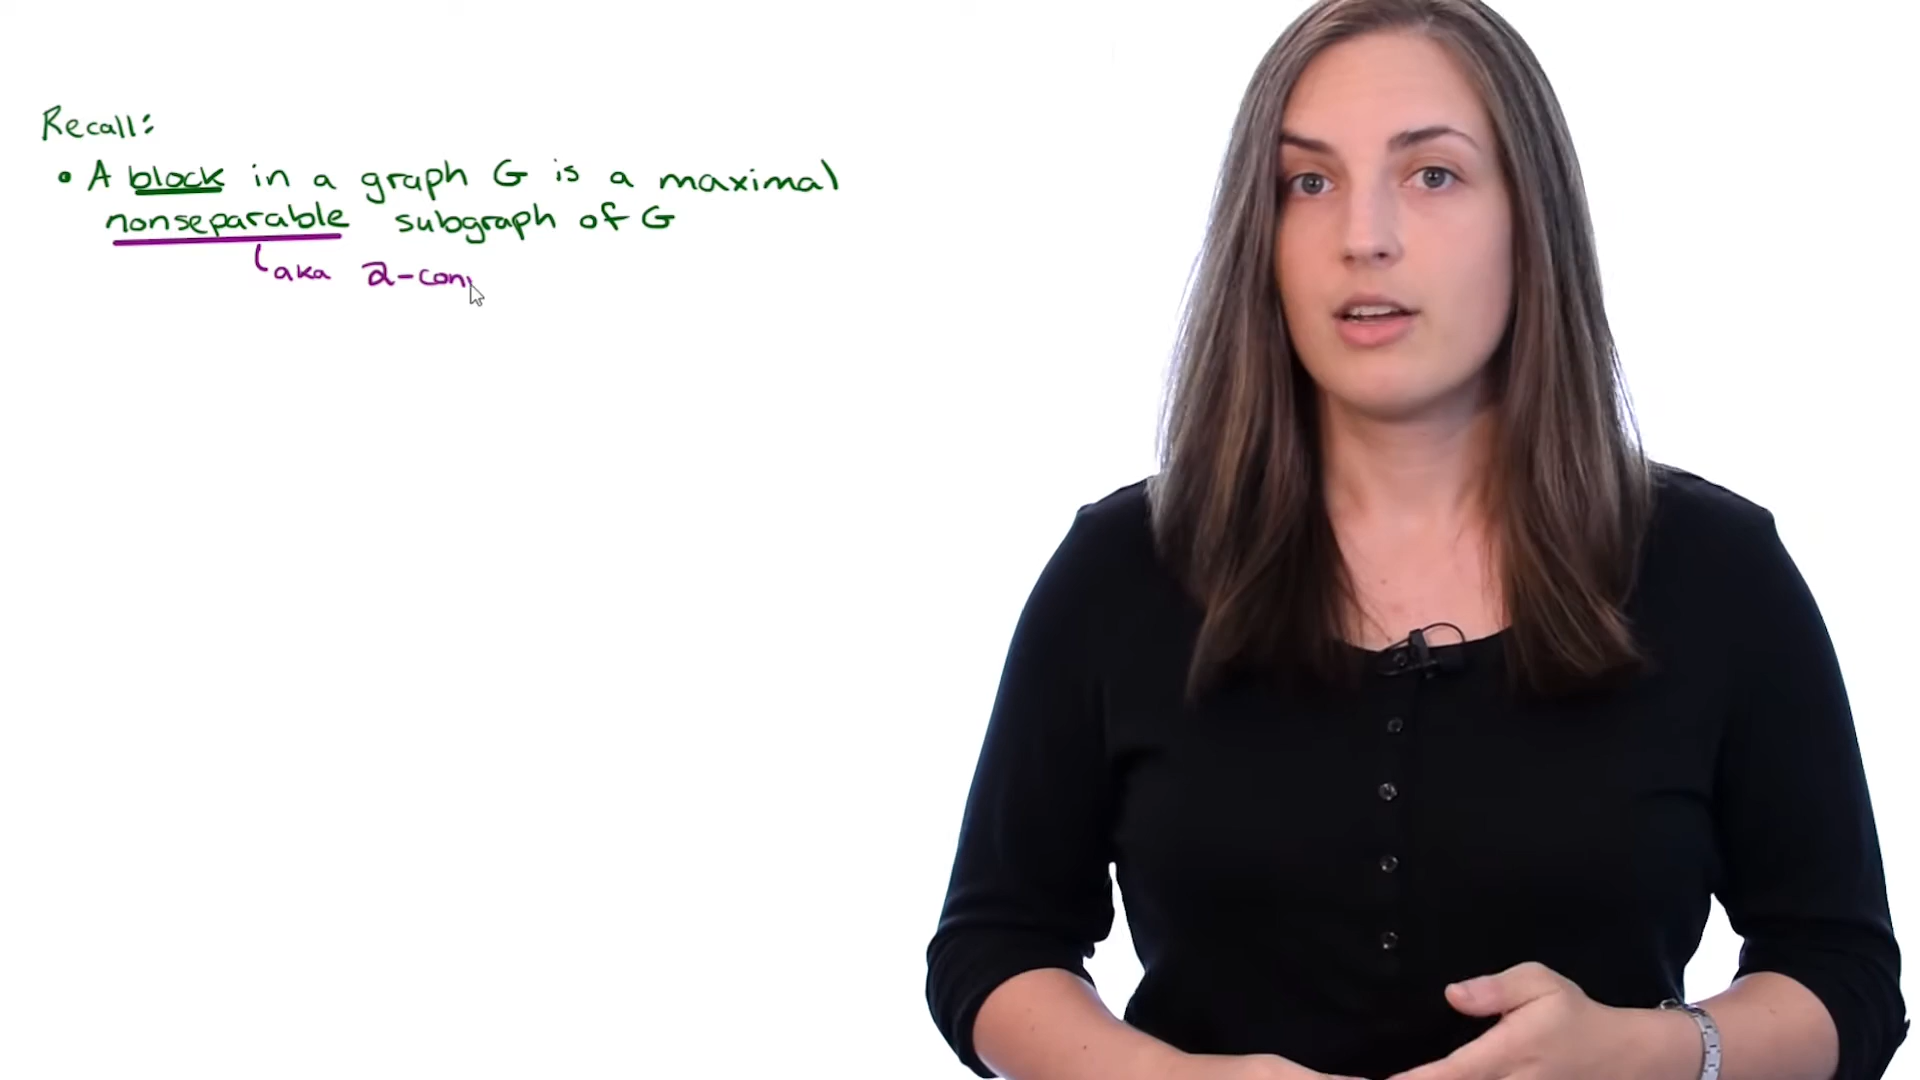 Recall:
• A block in a graph G is a maximal
nonseparable subgraph of G
aka 2-con